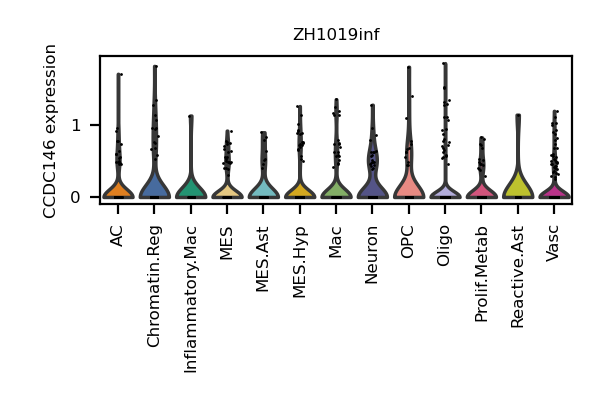 ZH1019inf
CCDC146 expression
1
0
AC
Chromatin.Reg
Inflammatory.Mac
MES
MES.Ast
MES.Hyp
Mac
Neuron
OPC
Oligo
Prolif.Metab
Reactive.Ast
Vasc